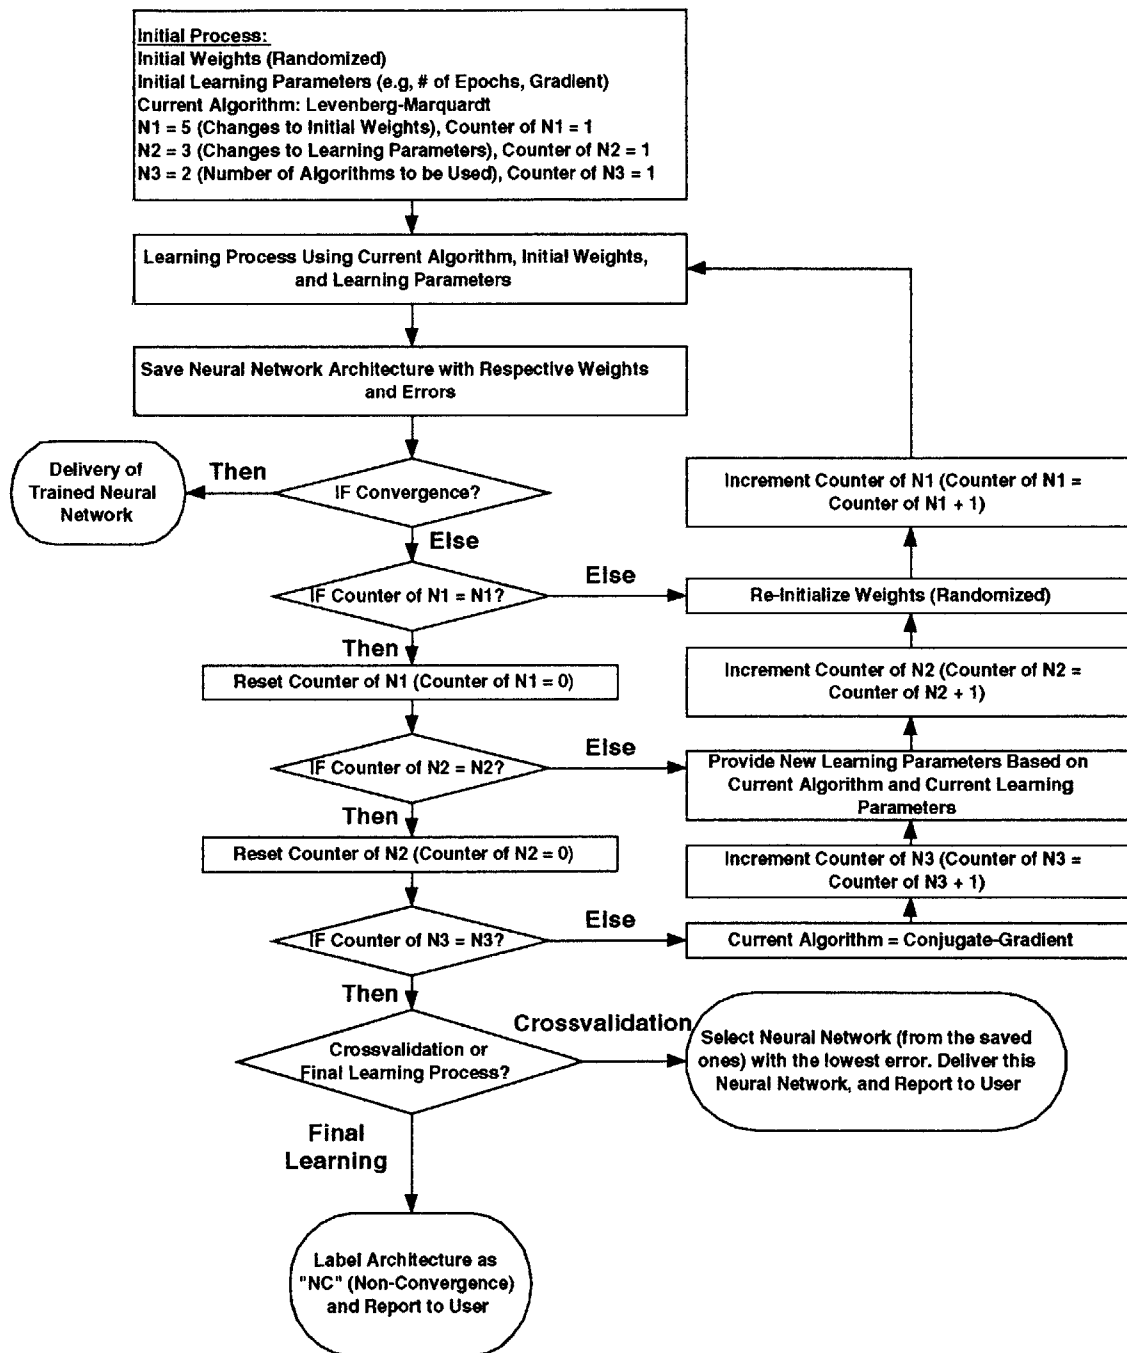 Initial Process:
Initial Weights (Randomized)
Initial Learning Parameters (e.g, # of Epochs, Gradient)
Current Algorithm: Levenberg-Marquardt
N1 = 5 (Changes to Initial Weights), Counter of N1 = 1
N2 = 3 (Changes to Learning Parameters), Counter of N2 = 1
N3 = 2 (Number of Algorithms to be Used), Counter of N3 = 1
Learning Process Using Current Algorithm, Initial Weights,
and Learning Parameters
Save Neural Network Architecture with Respective Weights
and Errors
Delivery of
Trained Neural
Network
Then
IF Convergence?
Else
Increment Counter of N1 (Counter of N1 =
Counter of N1 + 1)
IF Counter of N1 = N1?
Else
Re-Initialize Weights (Randomized)
Then
Reset Counter of N1 (Counter of N1 = 0)
Increment Counter of N2 (Counter of N2 =
Counter of N2 + 1)
IF Counter of N2 = N2?
Else
Provide New Learning Parameters Based on
Current Algorithm and Current Learning
Parameters
Then
Reset Counter of N2 (Counter of N2 = 0)
Increment Counter of N3 (Counter of N3 =
Counter of N3 + 1)
IF Counter of N3 = N3?
Else
Current Algorithm = Conjugate-Gradient
Then
Crossvalidation or
Final Learning Process?
Crossvalidation
Select Neural Network (from the saved
ones) with the lowest error. Deliver this
Neural Network, and Report to User
Final
Learning
Label Architecture as
"NC" (Non-Convergence)
and Report to User